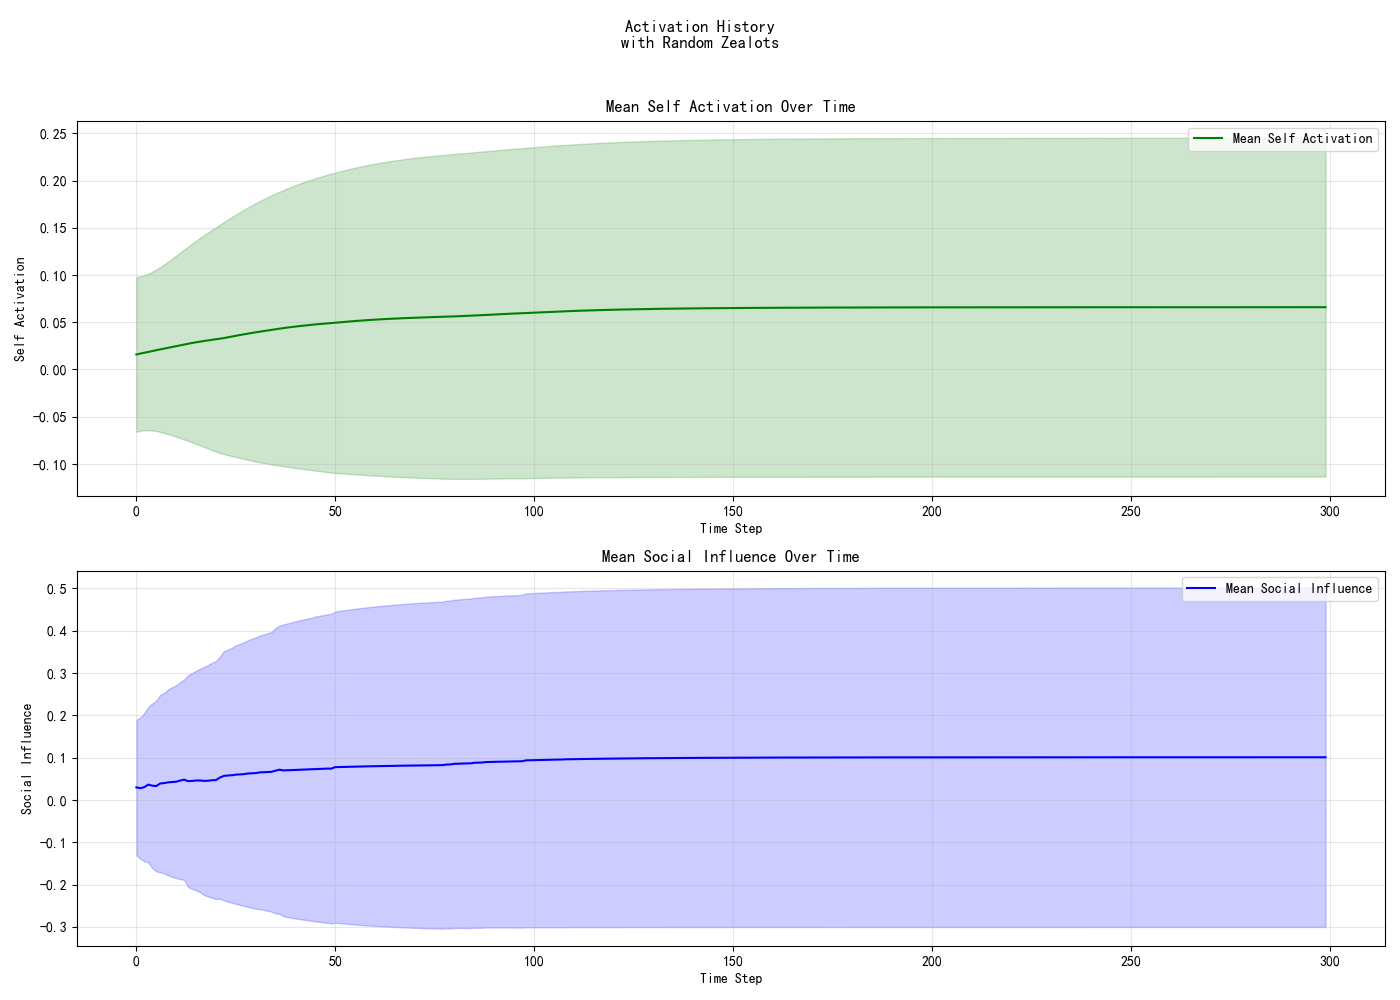 Activation History
with Random Zealots
Mean Self Activation Over Time
Mean Self Activation
Self Activation
0.25
0.20
0.15
0.10
0.05
0.00
−0.05
−0.10
0 50 100 150 200 250 300
Time Step
Mean Social Influence Over Time
Mean Social Influence
Social Influence
0.5
0.4
0.3
0.2
0.1
0.0
−0.1
−0.2
−0.3
0 50 100 150 200 250 300
Time Step